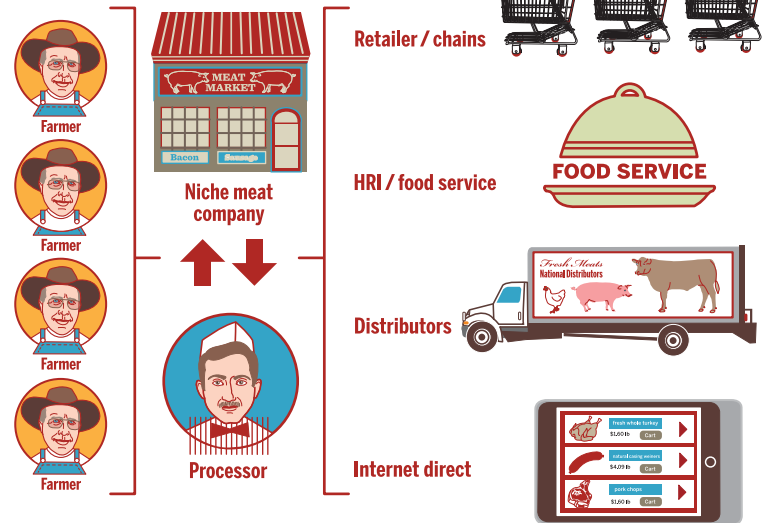 Farmer
Farmer
Farmer
Farmer
MEAT
MARKET
Bacon
Sausage
Niche meat
company
Processor
Retailer / chains
HRI / food service
FOOD SERVICE
Distributors
Fresh Meats
National Distributors
Internet direct
fresh whole turkey
$1.60 lb
Cart
natural casing weiners
$4.09 lb
Cart
pork chops
$1.60 lb
Cart